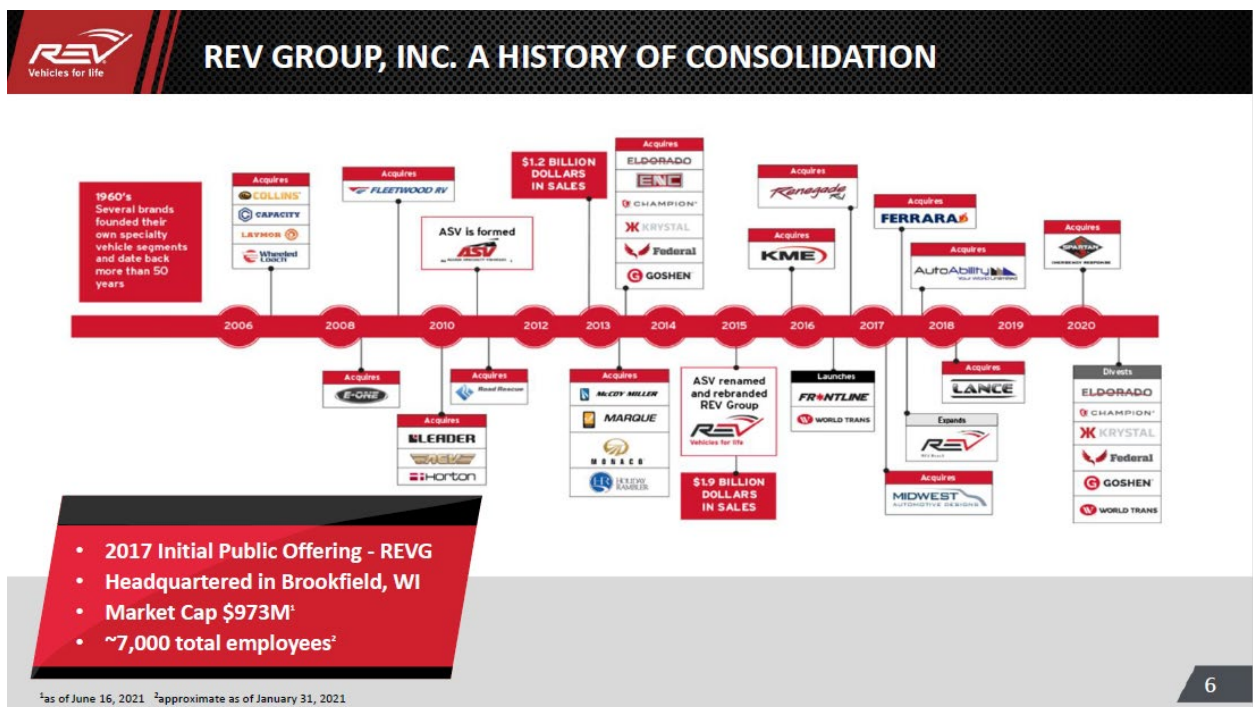 REV
Vehicles for life
REV GROUP, INC. A HISTORY OF CONSOLIDATION
1960's
Several brands
founded their
own specialty
vehicle segments
and date back
more than 50
years
Acquires
COLLINS
CAPACITY
LAYMOR
Wheeled
Coach
Acquires
FLEETWOOD RV
ASV is formed
ASV
$1.2 BILLION
DOLLARS
IN SALES
Acquires
ELDORADO
ENC
CHAMPION
KRYSTAL
Federal
GOSHEN
Acquires
Renegade
RV
Acquires
KME
Acquires
FERRARA
Acquires
AutoAbility
Your World Unlimited
Acquires
SPARTAN
EMERGENCY RESPONSE
2006
2008
2010
2012
2013
2014
2015
2016
2017
2018
2019
2020
Acquires
E-ONE
Acquires
LEADER
AEV
Horton
Acquires
Road Rescue
Acquires
McCOY MILLER
MARQUE
MONACO
HOLIDAY
RAMBLER
ASV renamed
and rebranded
REV Group
REV
Vehicles for life
$1.9 BILLION
DOLLARS
IN SALES
Launches
FRONTLINE
WORLD TRANS
Expands
REV
Acquires
MIDWEST
AUTOMOTIVE DESIGNS
Acquires
LANCE
Divests
ELDORADO
CHAMPION
KRYSTAL
Federal
GOSHEN
WORLD TRANS
• 2017 Initial Public Offering - REVG
• Headquartered in Brookfield, WI
• Market Cap $973M¹
• ~7,000 total employees²
¹as of June 16, 2021 ²approximate as of January 31, 2021
6